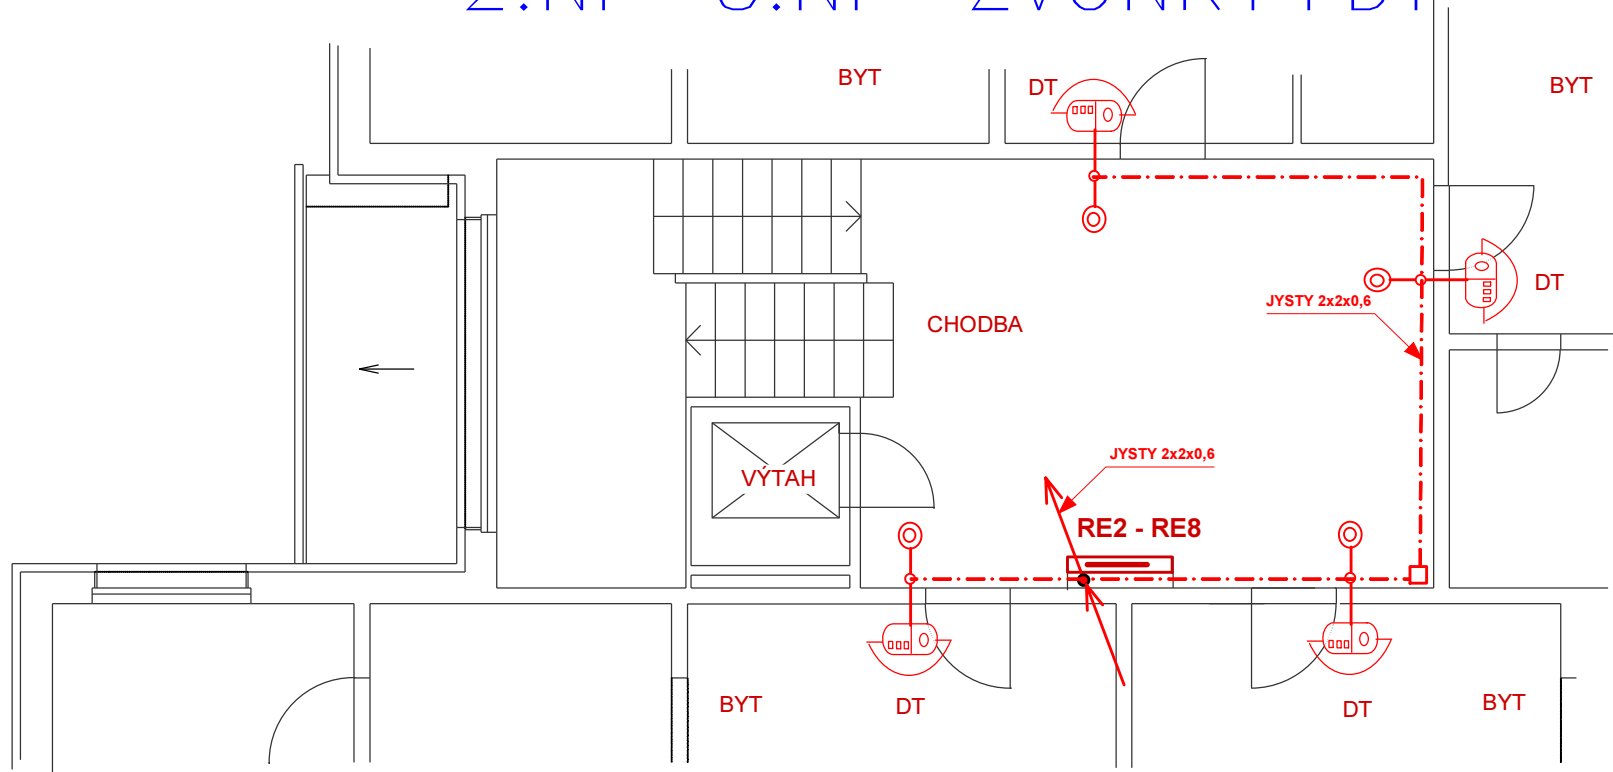 BYT
BYT
DT
DT
JYSTY 2x2x0,6
CHODBA
JYSTY 2x2x0,6
VÝTAH
RE2 - RE8
BYT
DT
DT
BYT